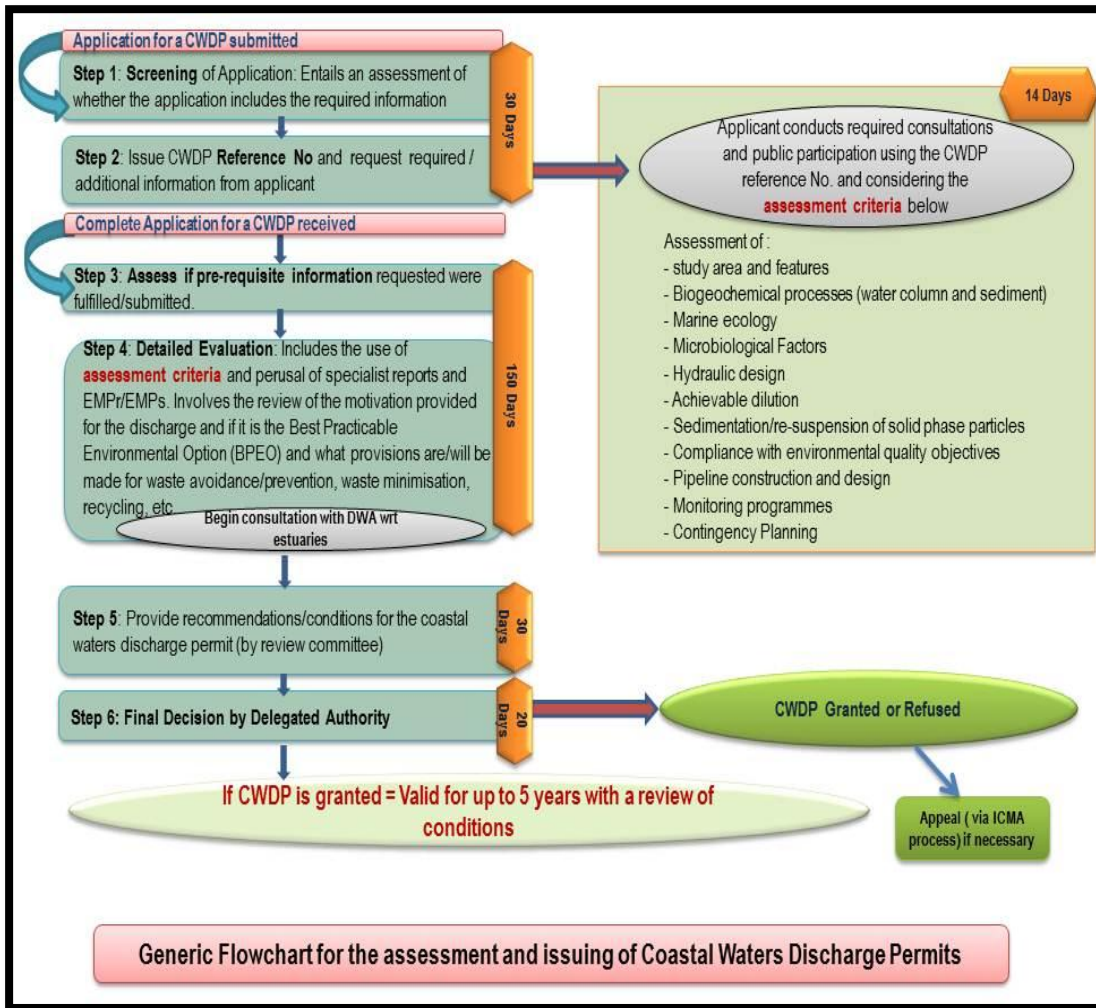 Application for a CWDP submitted
Step 1: Screening of Application: Entails an assessment of
whether the application includes the required information
Step 2: Issue CWDP Reference No and request required /
additional information from applicant
30 Days
14 Days
Applicant conducts required consultations
and public participation using the CWDP
reference No. and considering the
assessment criteria below
Assessment of :
- study area and features
- Biogeochemical processes (water column and sediment)
- Marine ecology
- Microbiological Factors
- Hydraulic design
- Achievable dilution
- Sedimentation/re-suspension of solid phase particles
- Compliance with environmental quality objectives
- Pipeline construction and design
- Monitoring programmes
- Contingency Planning
Complete Application for a CWDP received
Step 3: Assess if pre-requisite information requested were
fulfilled/submitted.
Step 4: Detailed Evaluation: Includes the use of
assessment criteria and perusal of specialist reports and
EMPr/EMPs. Involves the review of the motivation provided
for the discharge and if it is the Best Practicable
Environmental Option (BPEO) and what provisions are/will be
made for waste avoidance/prevention, waste minimisation,
recycling, etc
Begin consultation with DWA wrt
estuaries
150 Days
Step 5: Provide recommendations/conditions for the coastal
waters discharge permit (by review committee)
30
Days
Step 6: Final Decision by Delegated Authority
20
Days
CWDP Granted or Refused
If CWDP is granted = Valid for up to 5 years with a review of
conditions
Appeal ( via ICMA
process) if necessary
Generic Flowchart for the assessment and issuing of Coastal Waters Discharge Permits